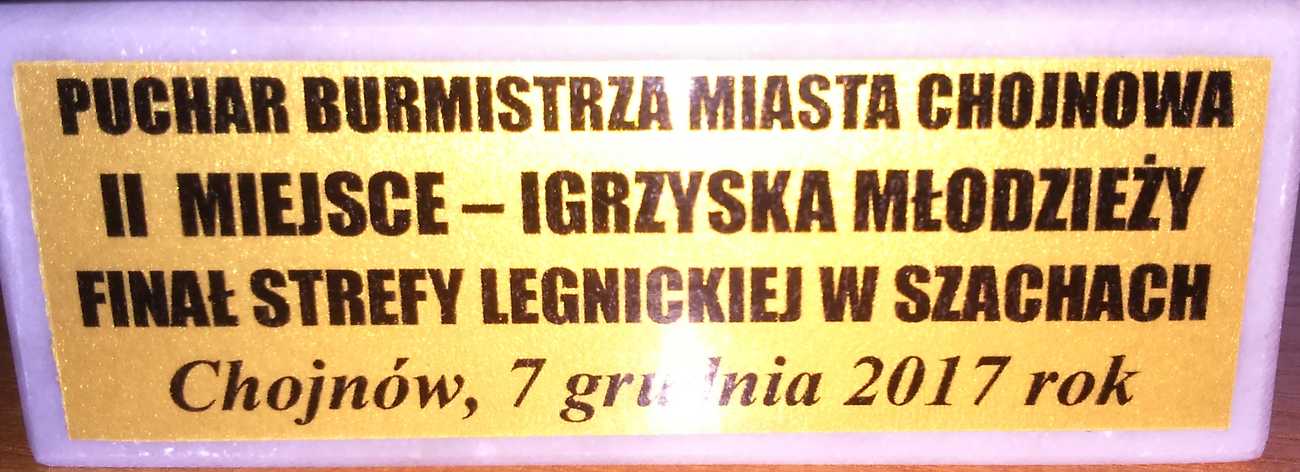 PUCHAR BURMISTRZA MIASTA CHOJNOWA
II MIEJSCE – IGRZYSKA MŁODZIEŻY
FINAŁ STREFY LEGNICKIEJ W SZACHACH
Chojnów, 7 grudnia 2017 rok